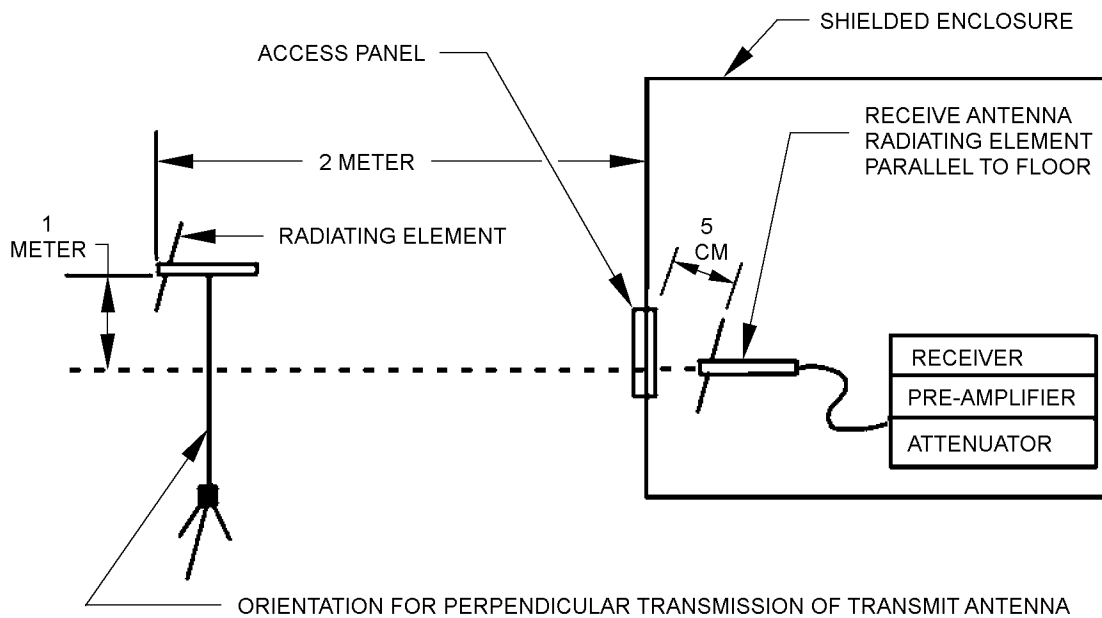 SHIELDED ENCLOSURE
ACCESS PANEL
RECEIVE ANTENNA
RADIATING ELEMENT
PARALLEL TO FLOOR
2 METER
1
METER
RADIATING ELEMENT
5
CM
RECEIVER
PRE-AMPLIFIER
ATTENUATOR
ORIENTATION FOR PERPENDICULAR TRANSMISSION OF TRANSMIT ANTENNA